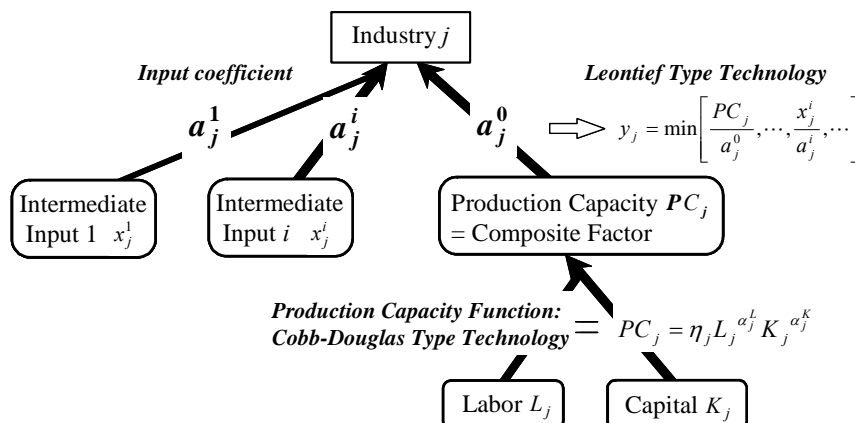 Industry j
Input coefficient
Leontief Type Technology
a_j^1
a_j^i
a_j^0
⇨ y_j = min[PC_j/a_j^0, ⋯, x_j^i/a_j^i, ⋯]
Intermediate
Input 1 x_j^1
Intermediate
Input i x_j^i
Production Capacity PC_j
= Composite Factor
Production Capacity Function:
Cobb-Douglas Type Technology
= PC_j = η_j L_j^{α_j^L} K_j^{α_j^K}
Labor L_j
Capital K_j